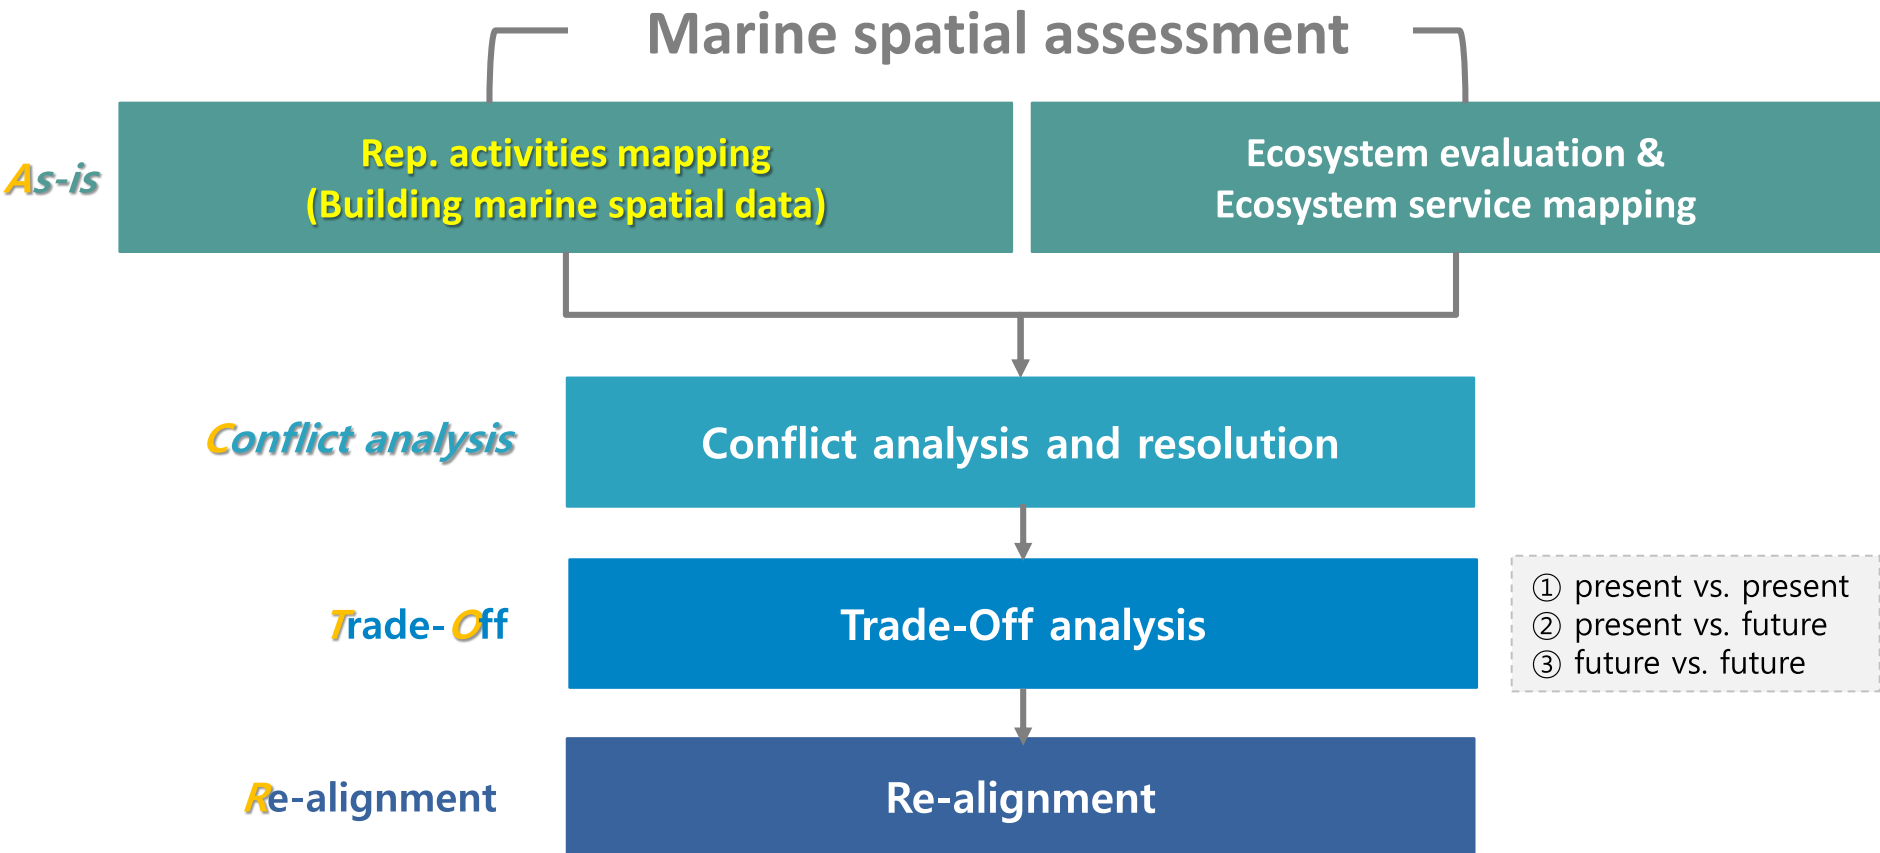 Marine spatial assessment
As-is
Rep. activities mapping
(Building marine spatial data)
Ecosystem evaluation &
Ecosystem service mapping
Conflict analysis
Conflict analysis and resolution
Trade-Off
Trade-Off analysis
① present vs. present
② present vs. future
③ future vs. future
Re-alignment
Re-alignment